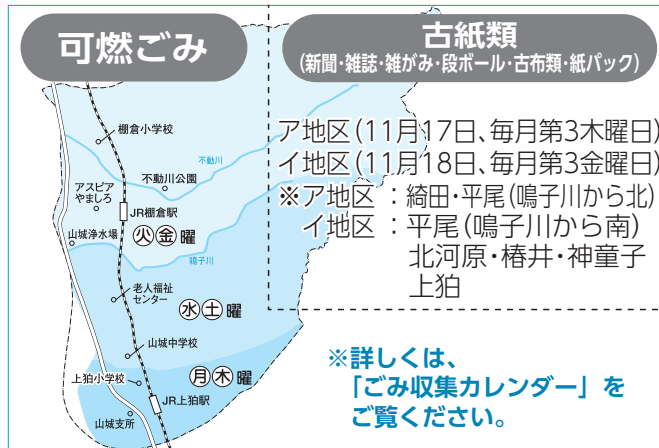 可燃ごみ
古紙類
(新聞・雑誌・雑がみ・段ボール・古布類・紙パック)
ア地区(11月17日、毎月第3木曜日)
イ地区(11月18日、毎月第3金曜日)
※ア地区：綺田・平尾(鳴子川から北)
イ地区：平尾(鳴子川から南)
北河原・椿井・神童子
上狛
棚倉小学校
不動川
不動川公園
アスピア
やましろ
JR棚倉駅
山城浄水場
火金曜
鳴子川
老人福祉
センター
水土曜
山城中学校
上狛小学校
月木曜
JR上狛駅
山城支所
※詳しくは、
「ごみ収集カレンダー」を
ご覧ください。